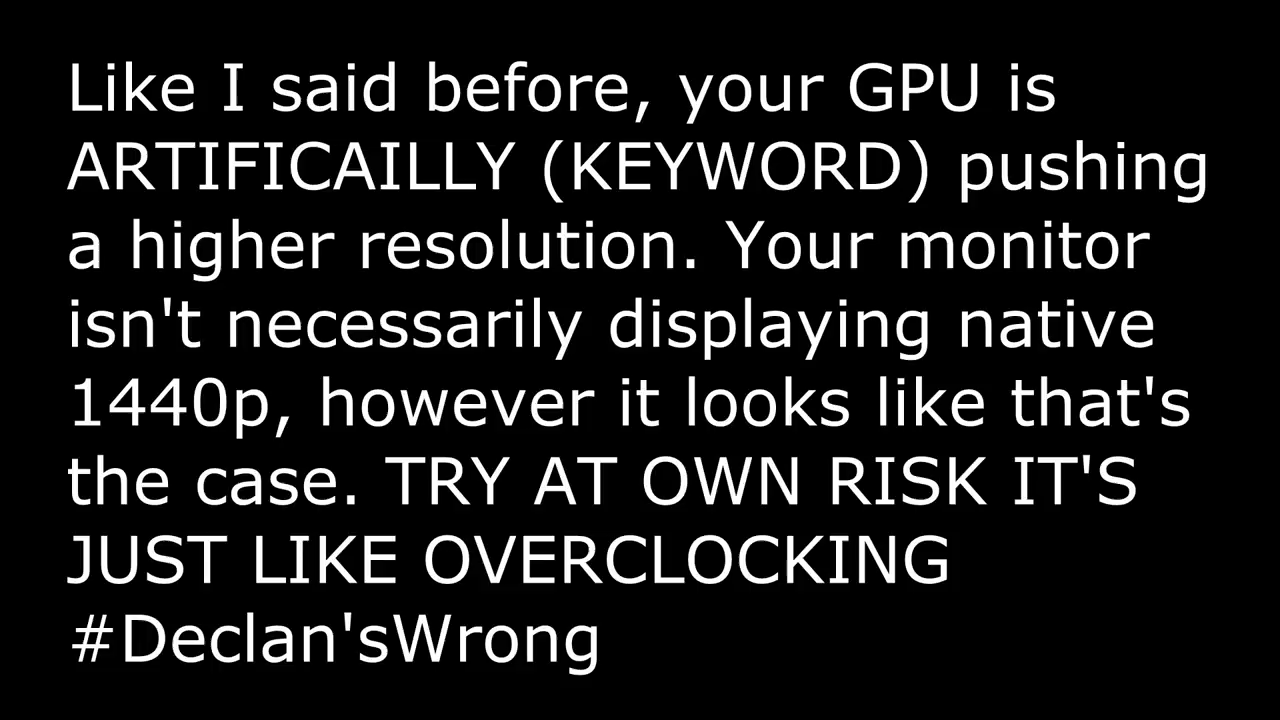 Like I said before, your GPU is
ARTIFICAILLY (KEYWORD) pushing
a higher resolution. Your monitor
isn't necessarily displaying native
1440p, however it looks like that's
the case. TRY AT OWN RISK IT'S
JUST LIKE OVERCLOCKING
#Declan'sWrong